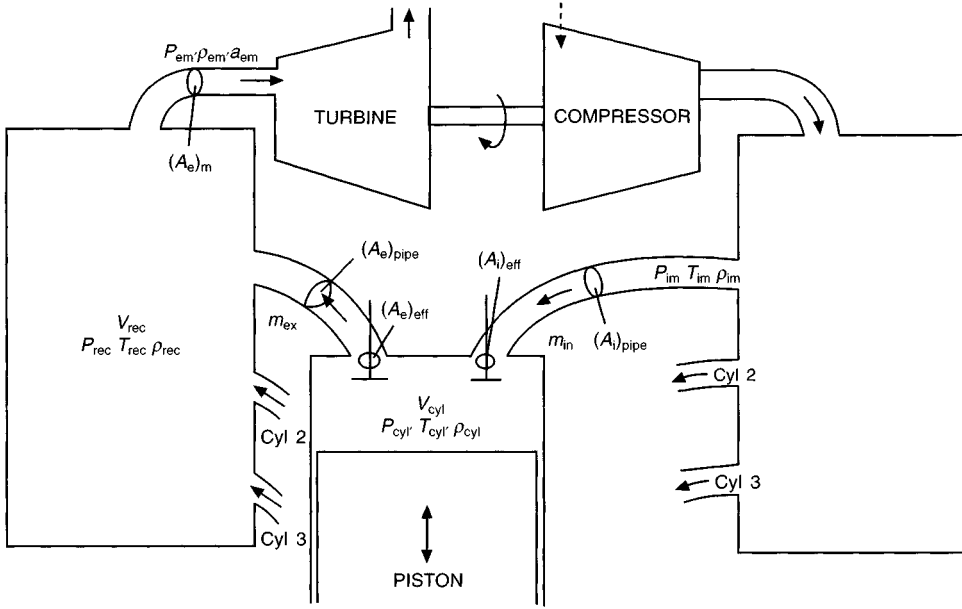 P_em, ρ_em, a_em
TURBINE
COMPRESSOR
(A_e)_m
(A_e)_pipe
(A_i)_eff
P_im T_im ρ_im
(A_e)_eff
m_ex
m_in
(A_i)_pipe
V_rec
P_rec T_rec ρ_rec
Cyl 2
V_cyl
P_cyl, T_cyl, ρ_cyl
Cyl 2
Cyl 3
Cyl 3
PISTON